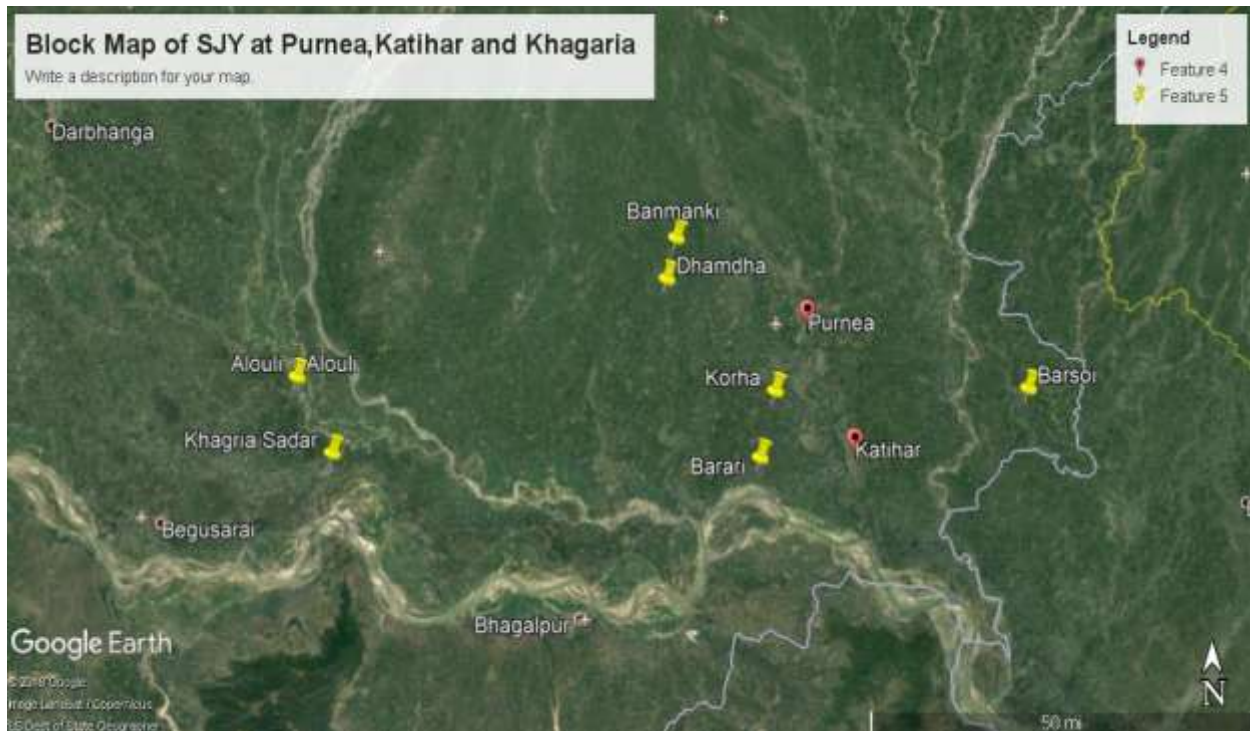 Block Map of SJY at Purnea,Katihar and Khagaria
Write a description for your map.
Legend
Feature 4
Feature 5
Darbhanga
Banmanki
Dhamdha
Purnea
Alouli Alouli
Korha
Barsoi
Khagria Sadar
Barari
Katihar
Begusarai
Bhagalpur
Google Earth
© 2018 Google
Image Landsat / Copernicus
US Dept of State Geographer
N
50 mi